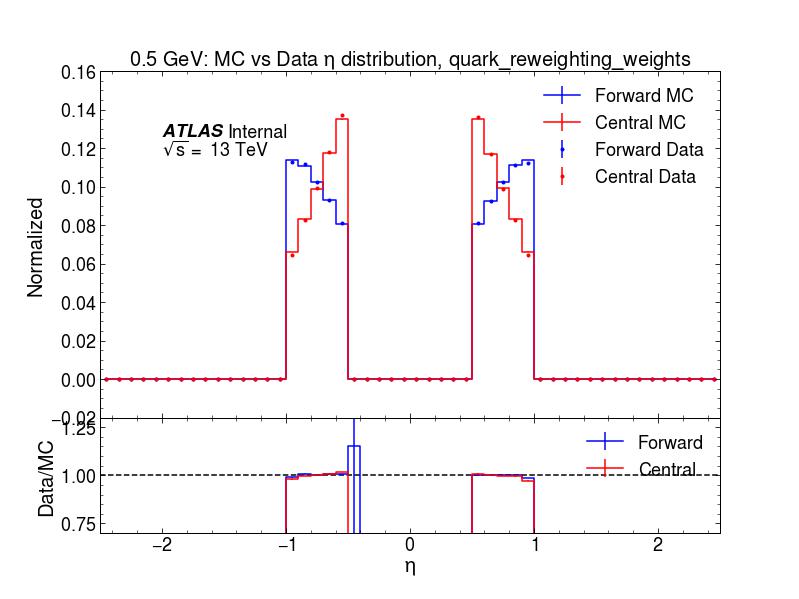 0.5 GeV: MC vs Data η distribution, quark_reweighting_weights
0.16
0.14
0.12
0.10
0.08
0.06
0.04
0.02
0.00
−0.02
Normalized
ATLAS Internal
√s = 13 TeV
Forward MC
Central MC
Forward Data
Central Data
1.25
1.00
0.75
Data/MC
Forward
Central
−2 −1 0 1 2
η